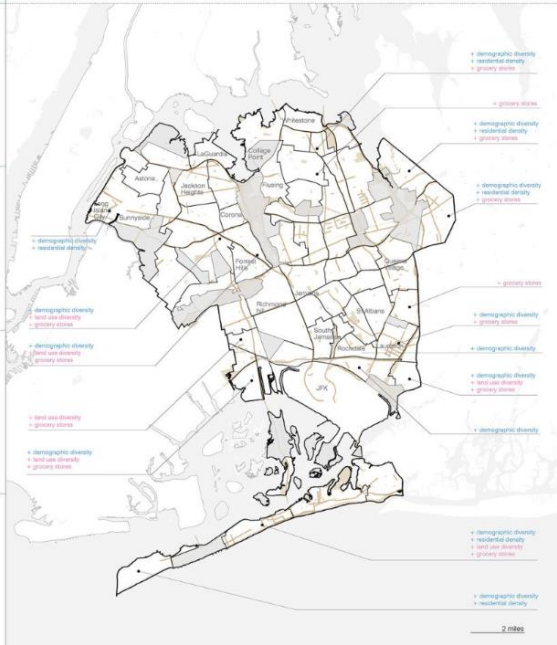 + demographic diversity
+ residential density
+ grocery stores
+ grocery stores
+ demographic diversity
+ residential density
+ grocery stores
+ demographic diversity
+ residential density
+ grocery stores
+ grocery stores
+ demographic diversity
+ grocery stores
+ demographic diversity
+ demographic diversity
+ land use diversity
+ grocery stores
+ demographic diversity
+ demographic diversity
+ residential density
+ land use diversity
+ grocery stores
+ demographic diversity
+ residential density
+ demographic diversity
+ residential density
+ demographic diversity
+ land use diversity
+ grocery stores
+ demographic diversity
land use diversity
grocery stores
+ land use diversity
+ grocery stores
+ demographic diversity
+ land use diversity
+ grocery stores
Whitestone
LaGuardia
College
Point
Astoria
Jackson
Heights
Flushing
Long
Island
City
Sunnyside
Corona
Forest
Hills
Queens
Village
Richmond
Hill
Jamaica
St Albans
South
Jamaica
Rochdale
JFK
2 miles